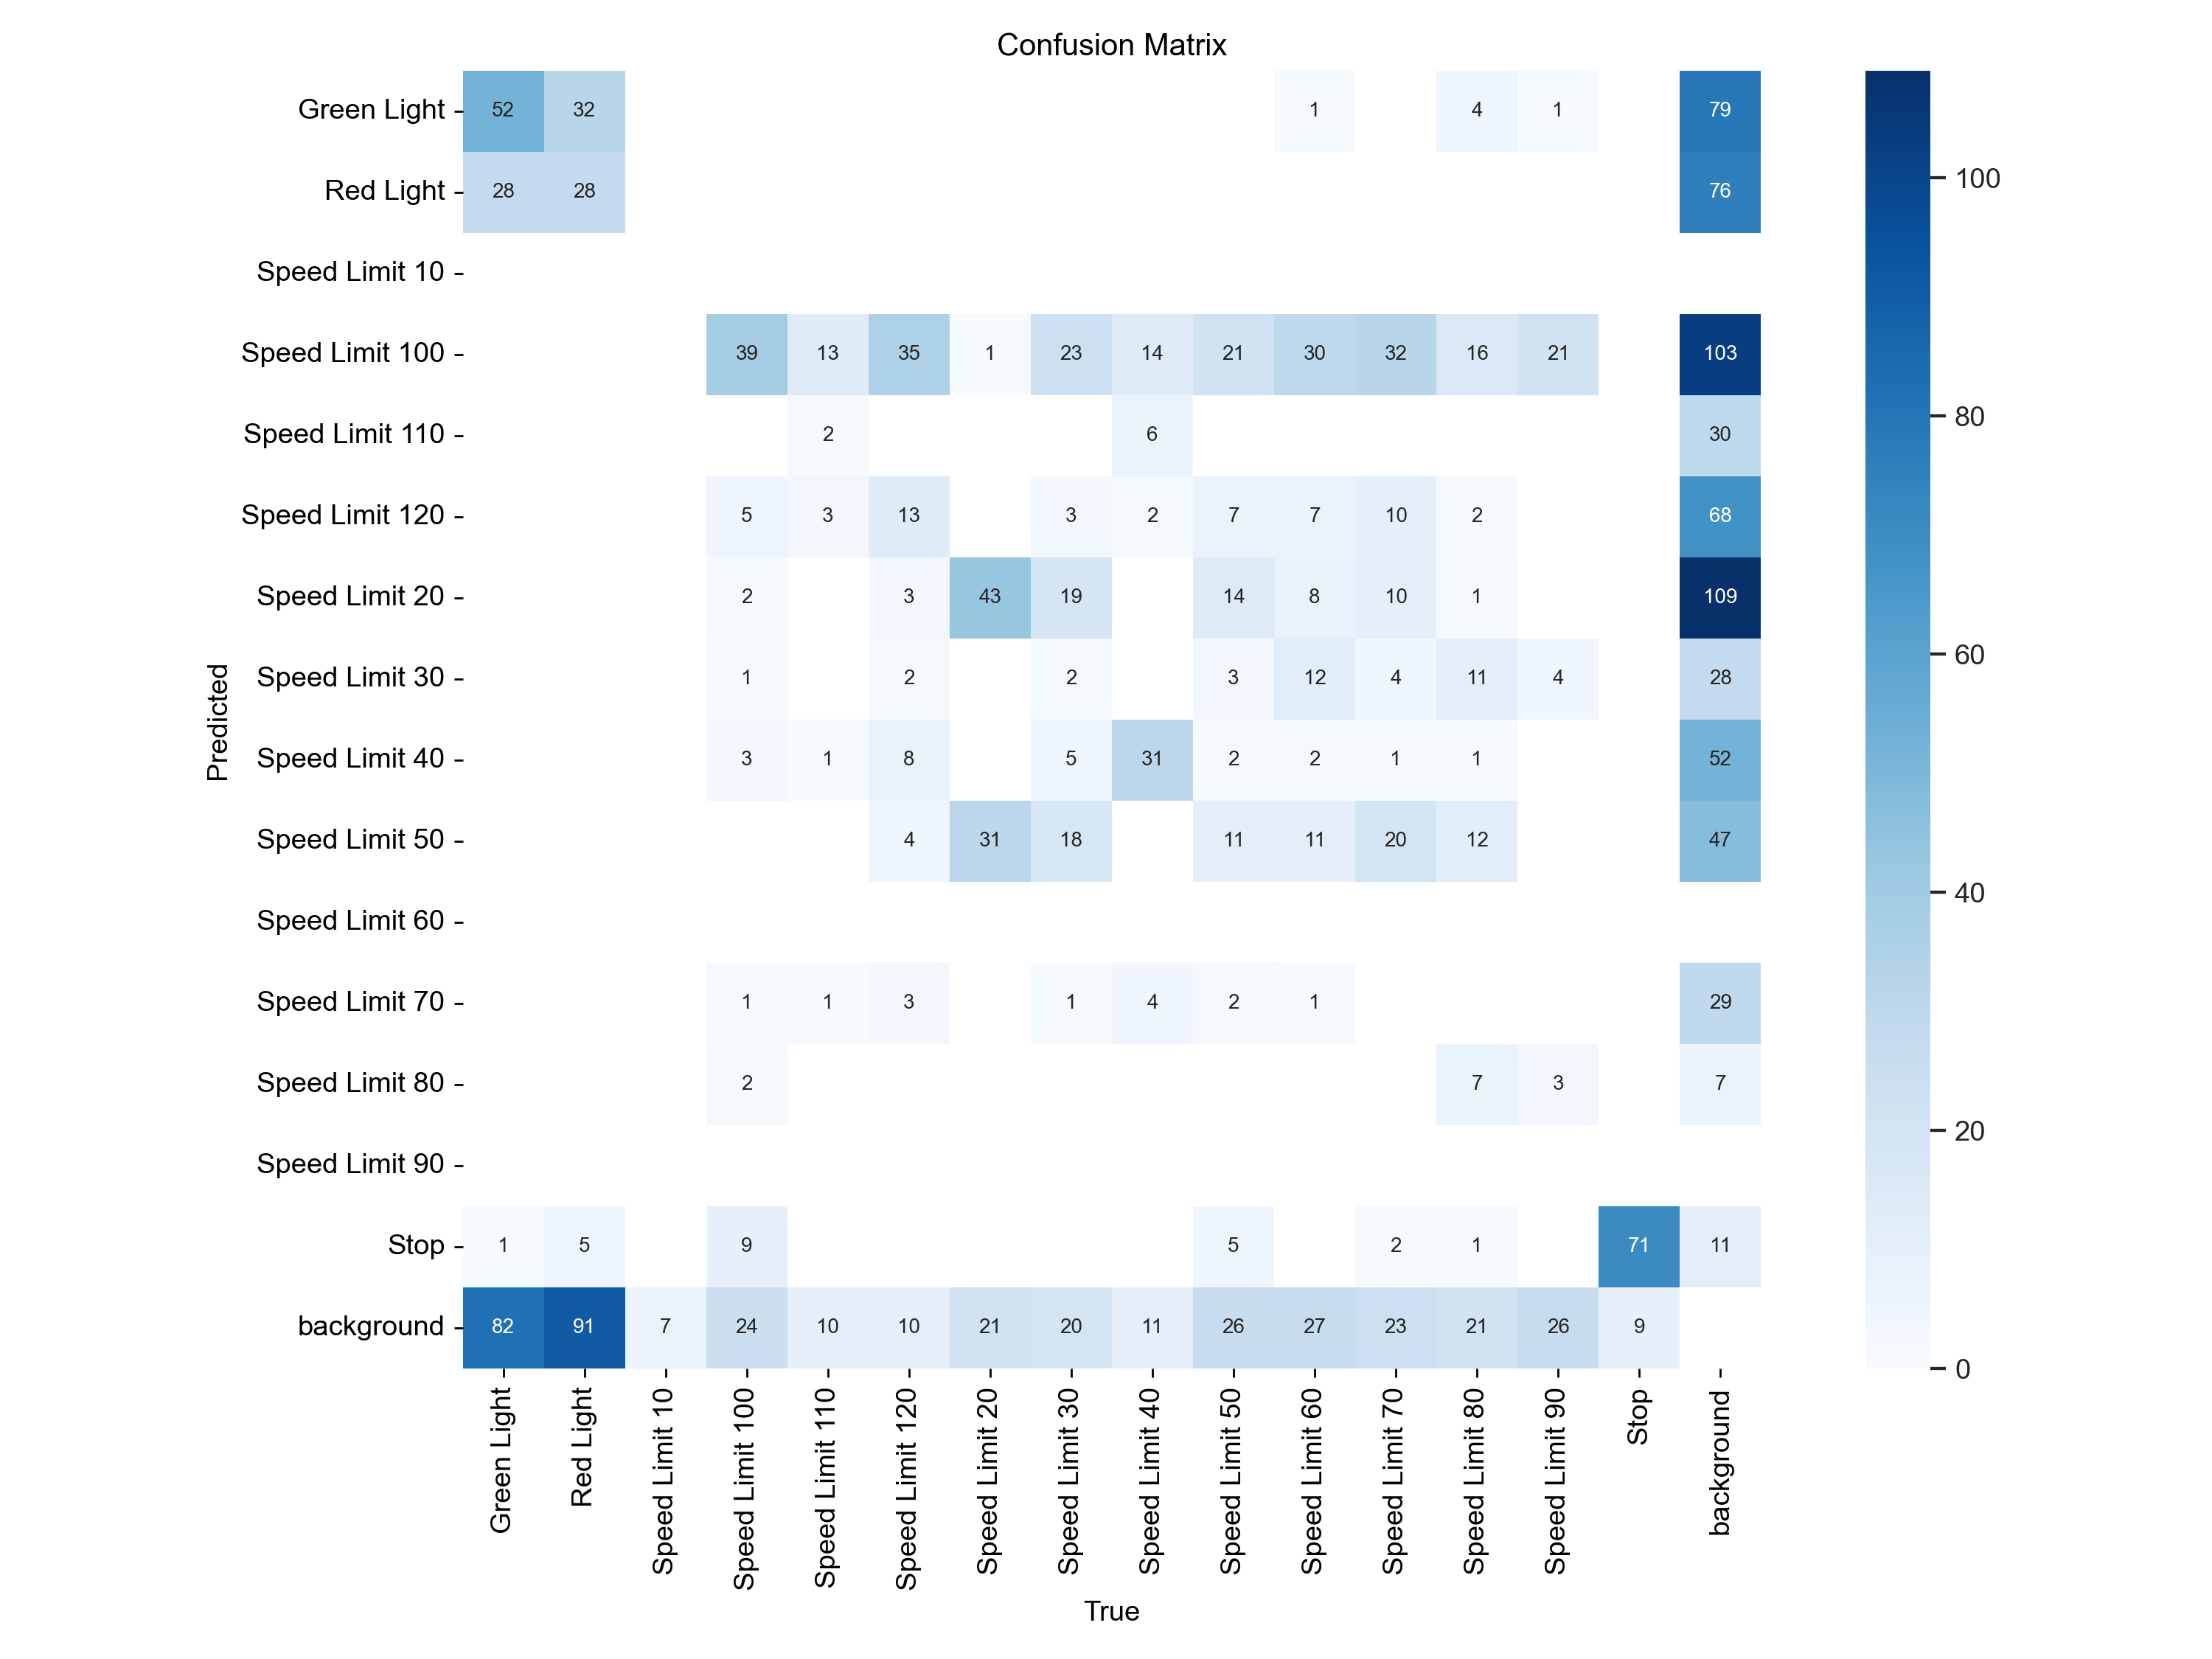 Confusion Matrix
Green Light 52 32 1 4 1 79
Red Light 28 28 76
Speed Limit 10
Speed Limit 100 39 13 35 1 23 14 21 30 32 16 21 103
Speed Limit 110 2 6 30
Speed Limit 120 5 3 13 3 2 7 7 10 2 68
Speed Limit 20 2 3 43 19 14 8 10 1 109
Speed Limit 30 1 2 2 3 12 4 11 4 28
Speed Limit 40 3 1 8 5 31 2 2 1 1 52
Speed Limit 50 4 31 18 11 11 20 12 47
Speed Limit 60
Speed Limit 70 1 1 3 1 4 2 1 29
Speed Limit 80 2 7 3 7
Speed Limit 90
Stop 1 5 9 5 2 1 71 11
background 82 91 7 24 10 10 21 20 11 26 27 23 21 26 9
Predicted
Green Light
Red Light
Speed Limit 10
Speed Limit 100
Speed Limit 110
Speed Limit 120
Speed Limit 20
Speed Limit 30
Speed Limit 40
Speed Limit 50
Speed Limit 60
Speed Limit 70
Speed Limit 80
Speed Limit 90
Stop
background
True
100
80
60
40
20
0